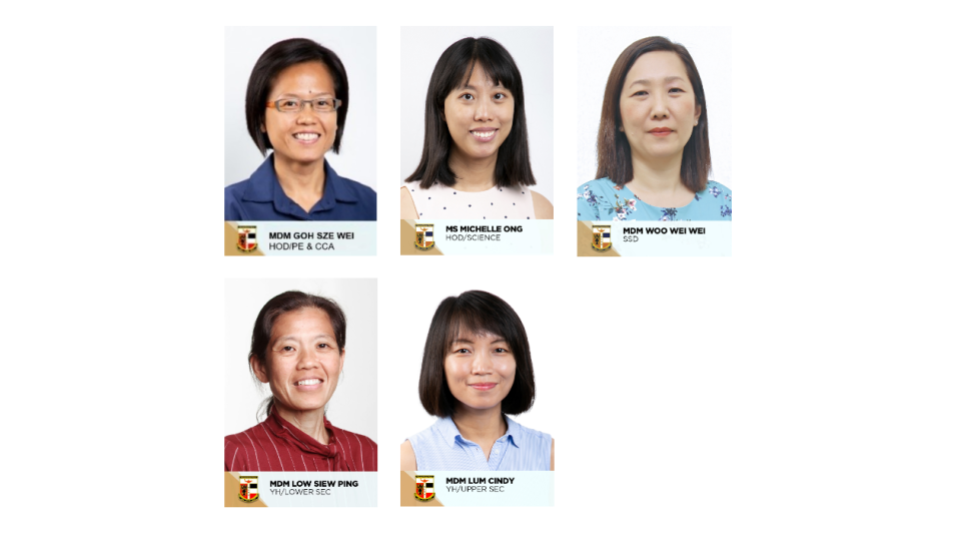 MDM GOH SZE WEI
HOD/PE & CCA
MS MICHELLE ONG
HOD/SCIENCE
MDM WOO WEI WEI
SSD
MDM LOW SIEW PING
YH/LOWER SEC
MDM LUM CINDY
YH/UPPER SEC